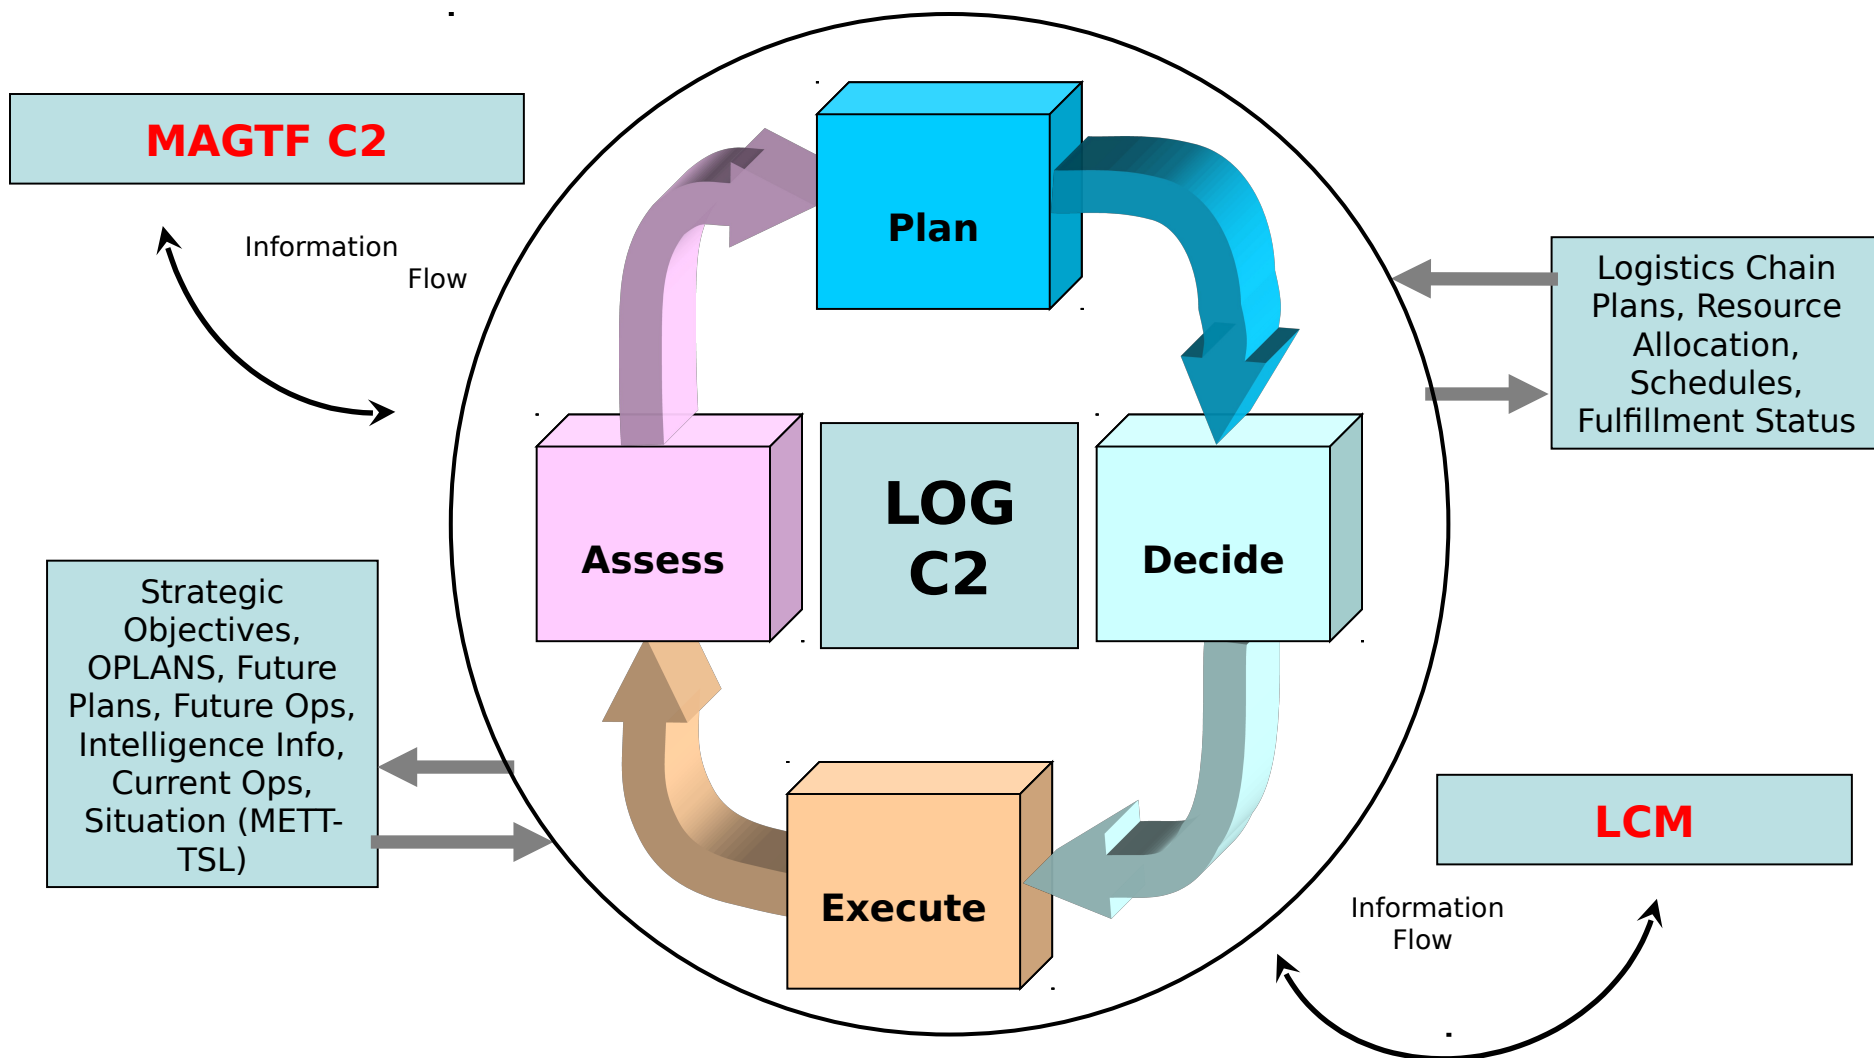 MAGTF C2
Information
Flow
Plan
Logistics Chain
Plans, Resource
Allocation,
Schedules,
Fulfillment Status
Assess
LOG
C2
Decide
Strategic
Objectives,
OPLANS, Future
Plans, Future Ops,
Intelligence Info,
Current Ops,
Situation (METT-
TSL)
LCM
Execute
Information
Flow